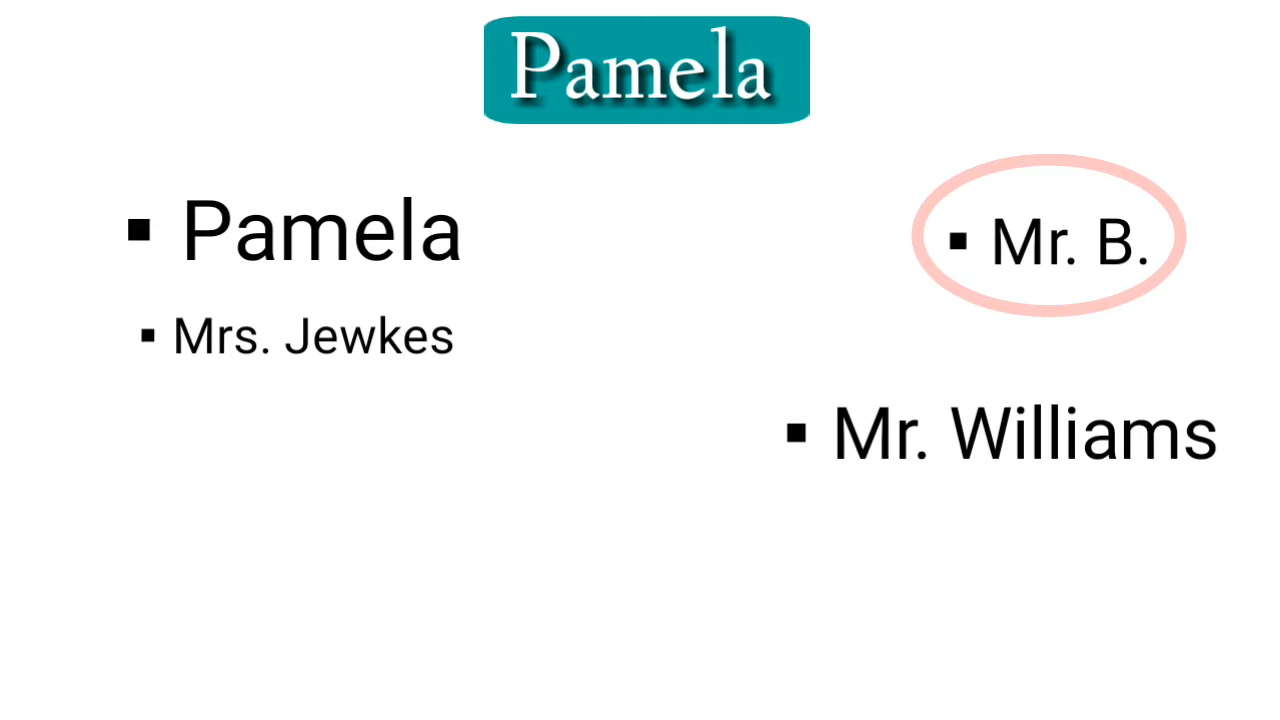 Pamela
▪ Pamela
▪ Mr. B.
▪ Mrs. Jewkes
▪ Mr. Williams